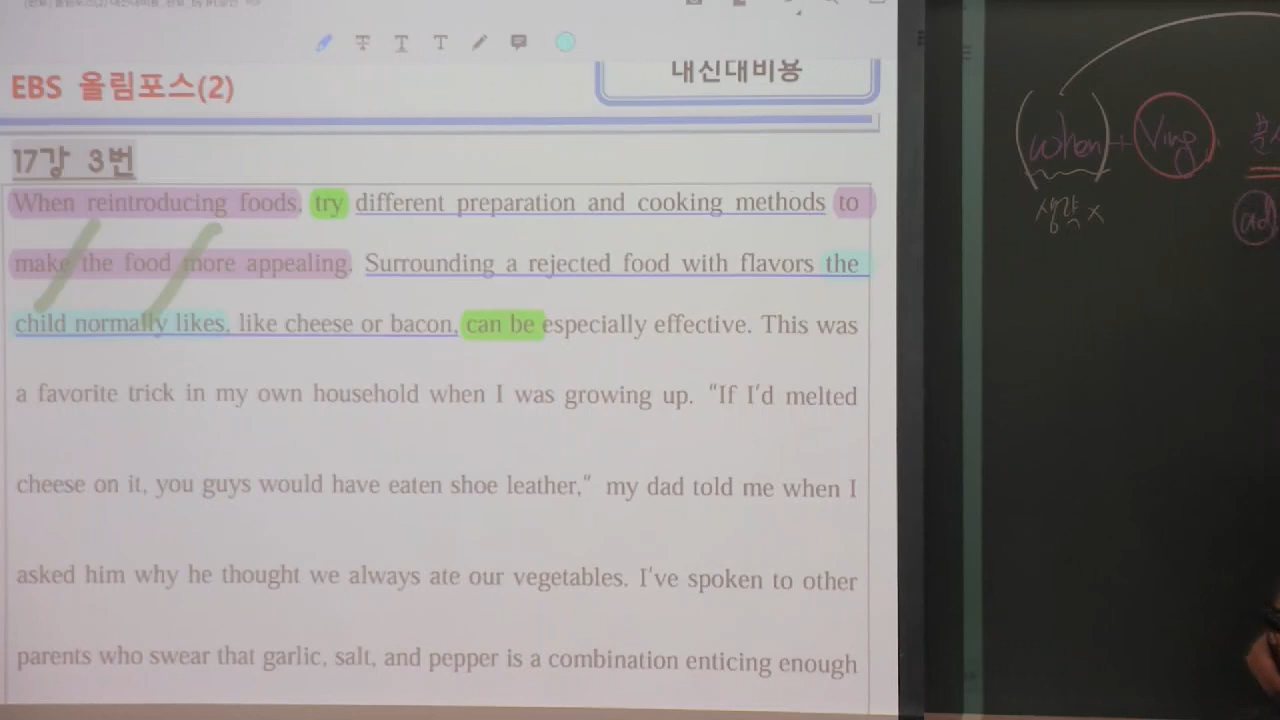 EBS 올림포스(2)
내신대비용
17강 3번
When reintroducing foods, try different preparation and cooking methods to
make the food more appealing. Surrounding a rejected food with flavors the
child normally likes, like cheese or bacon, can be especially effective. This was
a favorite trick in my own household when I was growing up. "If I'd melted
cheese on it, you guys would have eaten shoe leather," my dad told me when I
asked him why he thought we always ate our vegetables. I've spoken to other
parents who swear that garlic, salt, and pepper is a combination enticing enough
(when) + Ving,
생략 x
ad